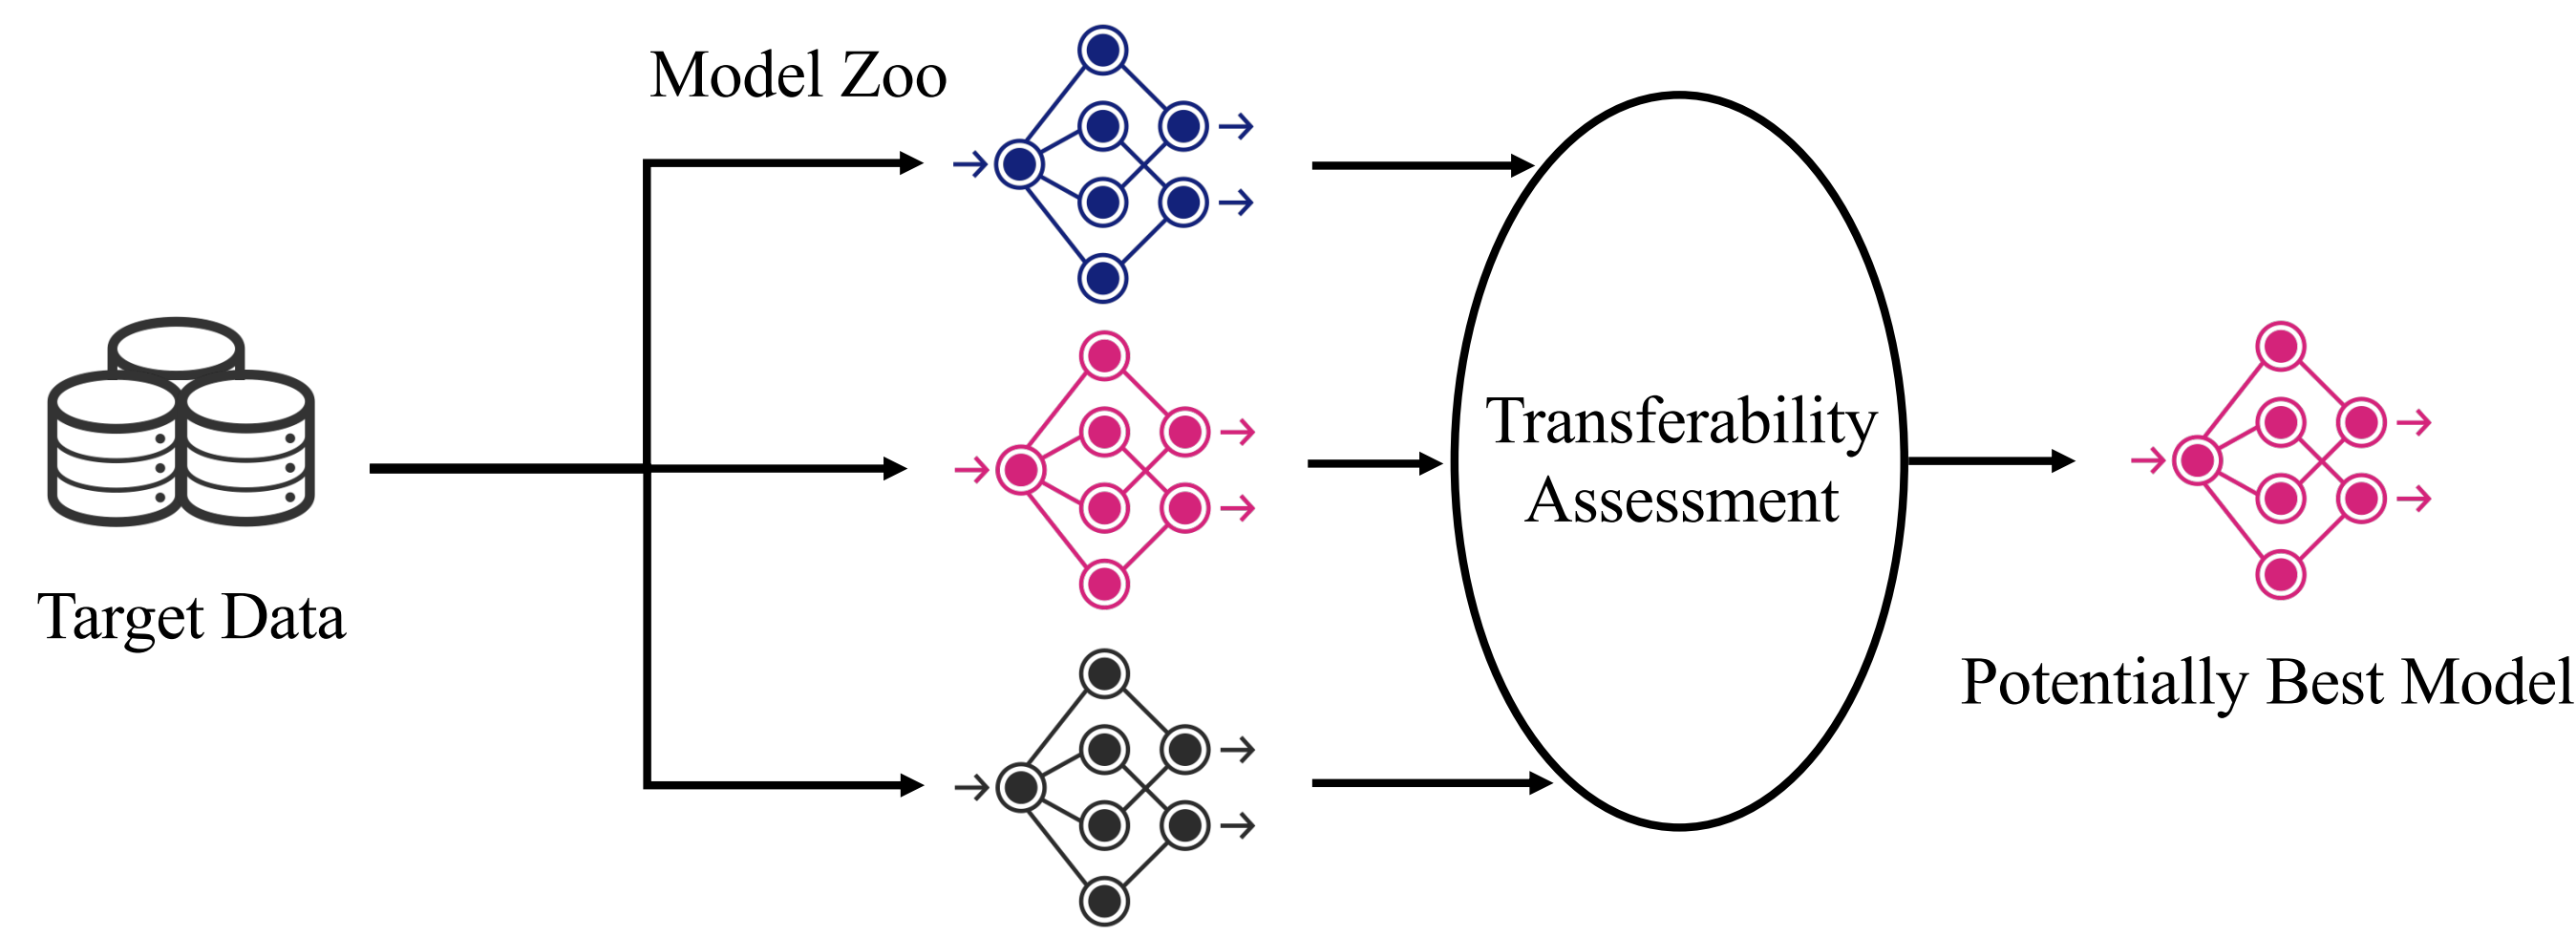 Model Zoo
Target Data
Transferability
Assessment
Potentially Best Model